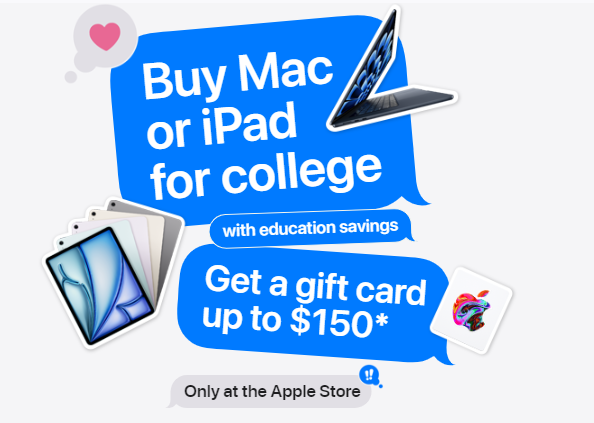 Buy Mac
or iPad
for college
with education savings
Get a gift card
up to $150*
Only at the Apple Store
!!